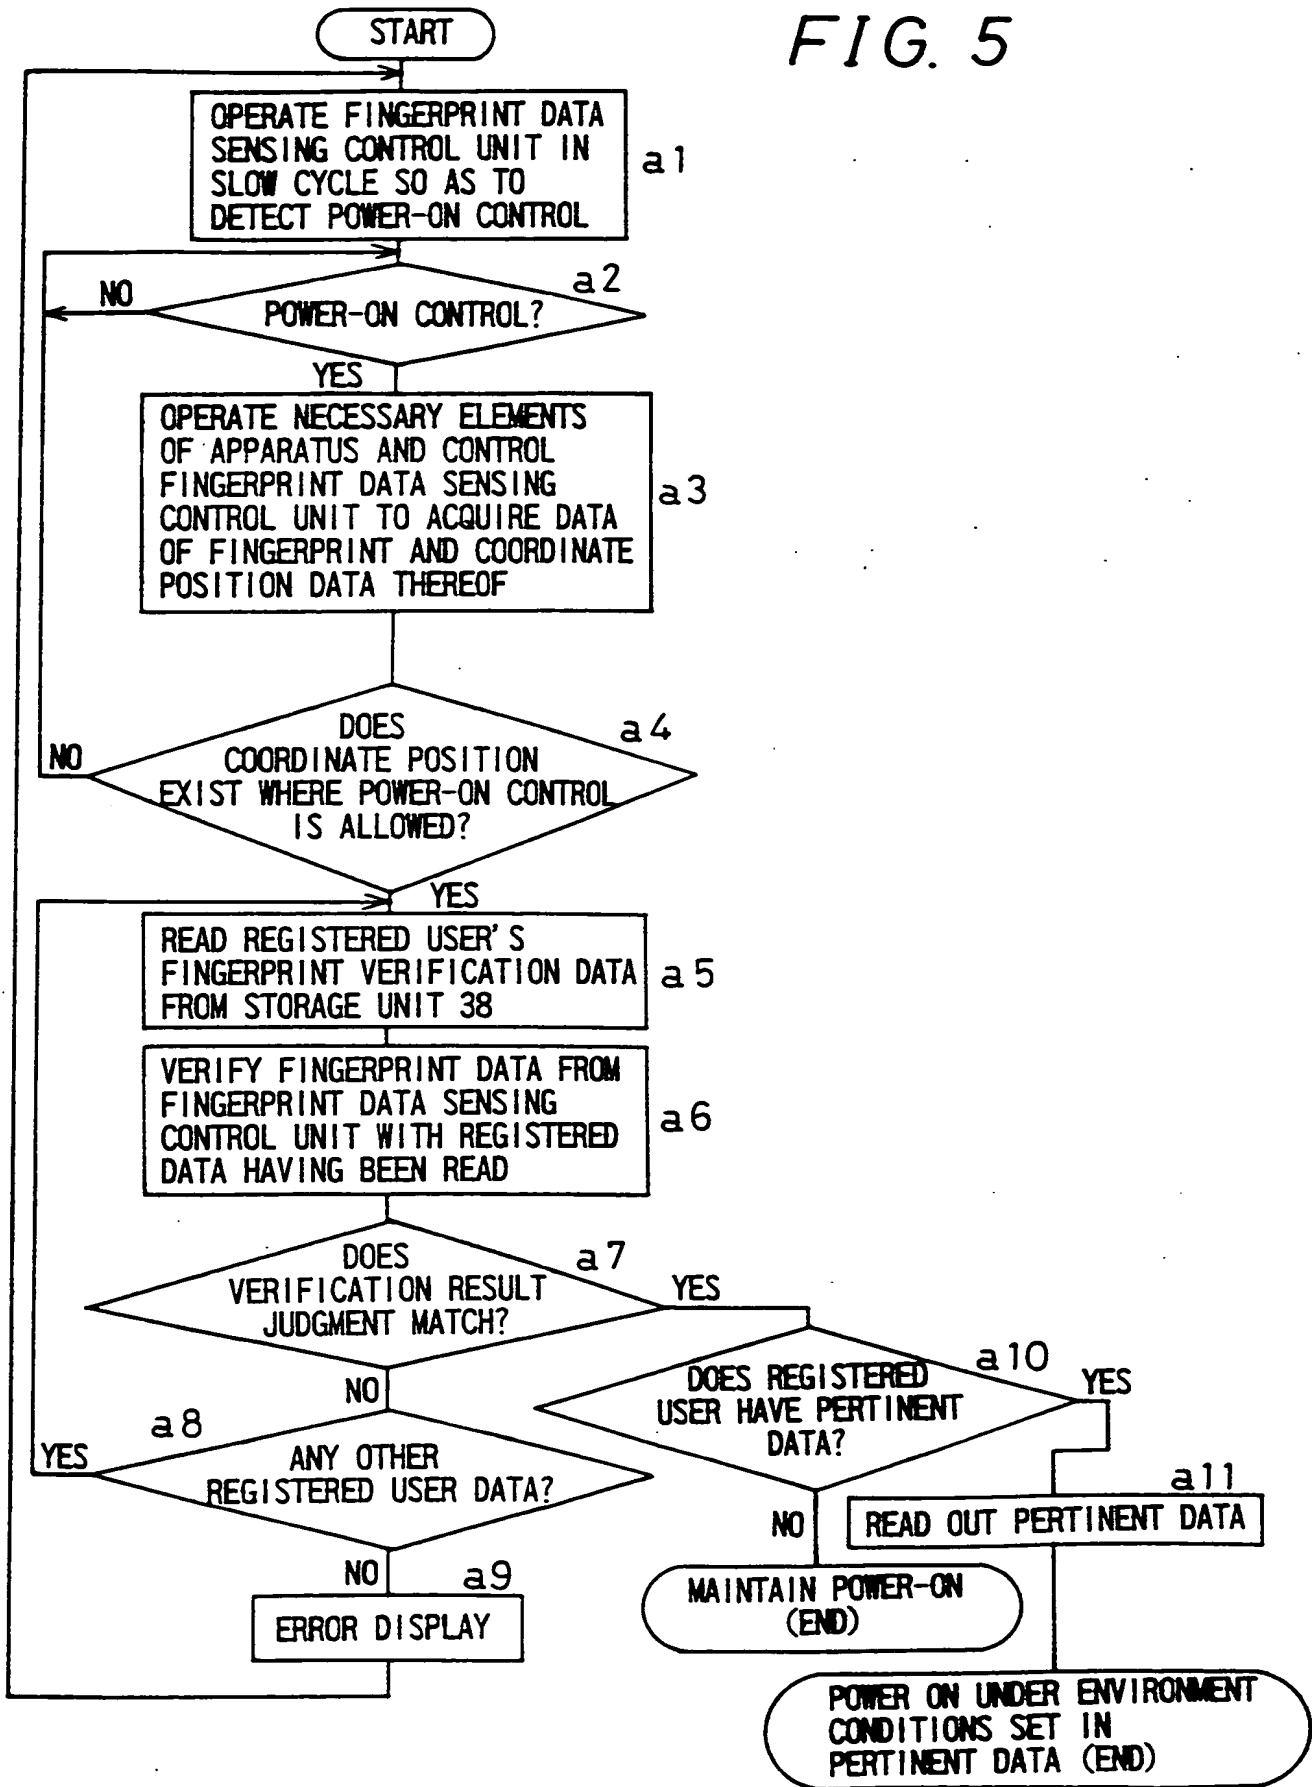 FIG. 5
START
OPERATE FINGERPRINT DATA
SENSING CONTROL UNIT IN
SLOW CYCLE SO AS TO
DETECT POWER-ON CONTROL
a1
a2
NO
POWER-ON CONTROL?
YES
OPERATE NECESSARY ELEMENTS
OF APPARATUS AND CONTROL
FINGERPRINT DATA SENSING
CONTROL UNIT TO ACQUIRE DATA
OF FINGERPRINT AND COORDINATE
POSITION DATA THEREOF
a3
DOES
COORDINATE POSITION
EXIST WHERE POWER-ON CONTROL
IS ALLOWED?
a4
NO
YES
READ REGISTERED USER'S
FINGERPRINT VERIFICATION DATA
FROM STORAGE UNIT 38
a5
VERIFY FINGERPRINT DATA FROM
FINGERPRINT DATA SENSING
CONTROL UNIT WITH REGISTERED
DATA HAVING BEEN READ
a6
DOES
VERIFICATION RESULT
JUDGMENT MATCH?
a7
YES
NO
a8
YES
ANY OTHER
REGISTERED USER DATA?
NO
a9
ERROR DISPLAY
a10
DOES REGISTERED
USER HAVE PERTINENT
DATA?
YES
NO
a11
READ OUT PERTINENT DATA
MAINTAIN POWER-ON
(END)
POWER ON UNDER ENVIRONMENT
CONDITIONS SET IN
PERTINENT DATA (END)